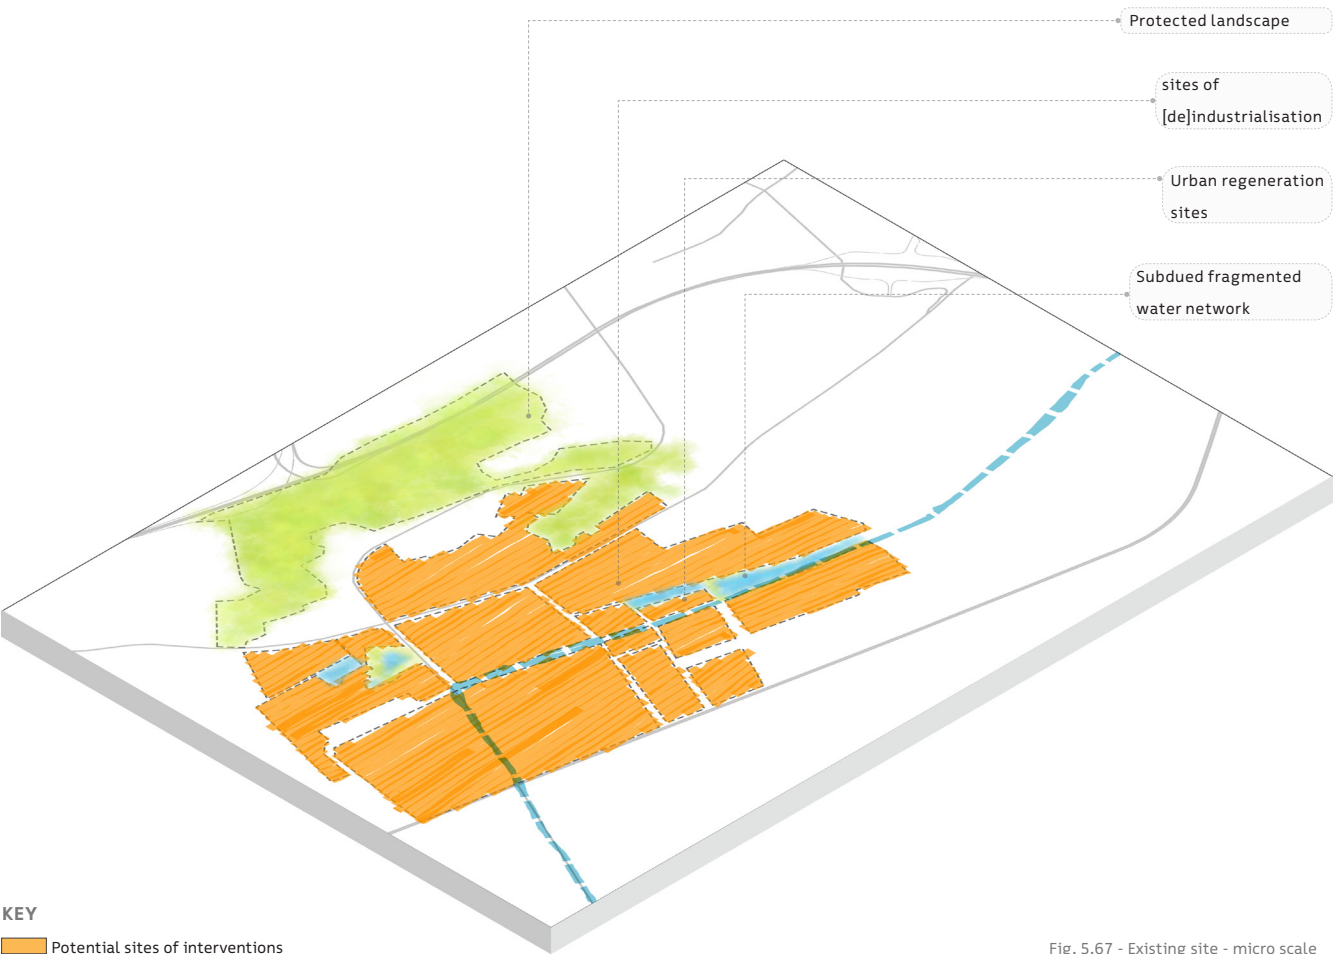 Protected landscape
sites of
[de]industrialisation
Urban regeneration
sites
Subdued fragmented
water network
KEY
Potential sites of interventions
Fig. 5.67 - Existing site - micro scale